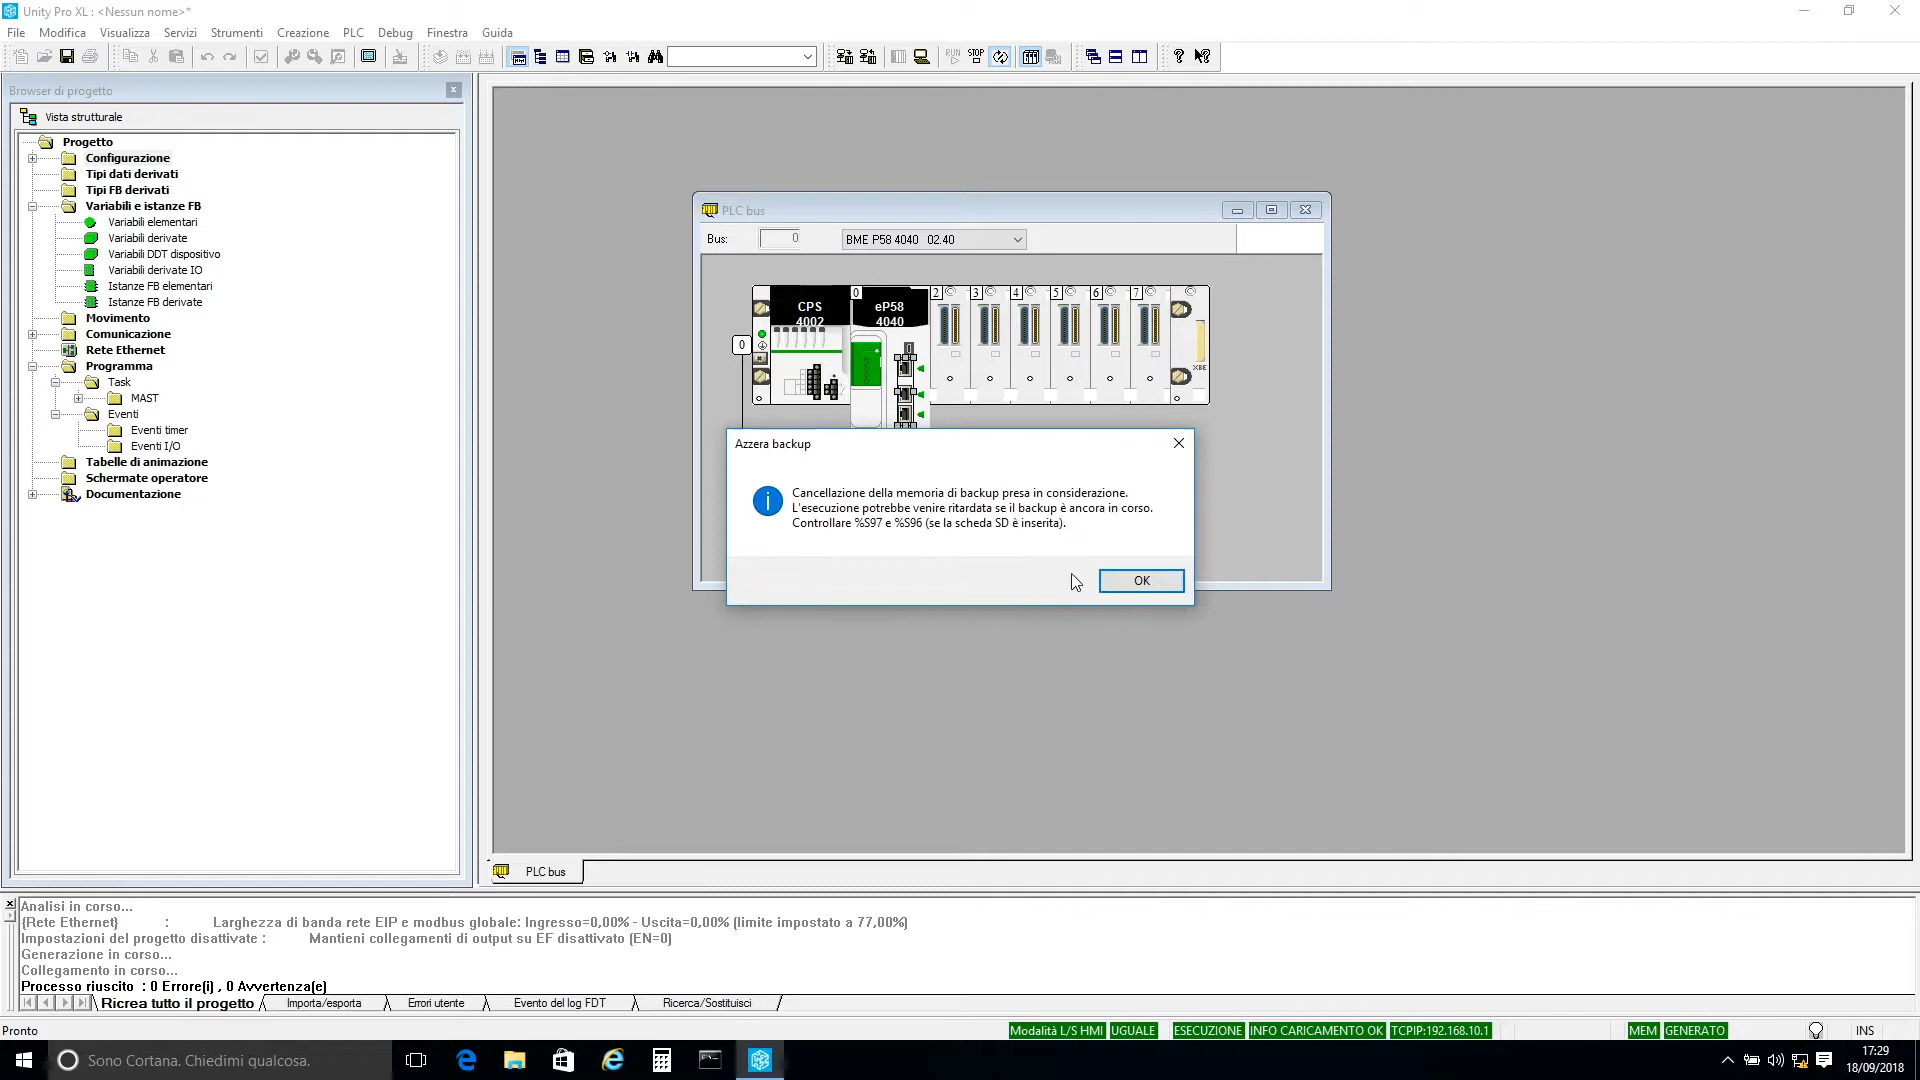 Unity Pro XL : <Nessun nome>*
File Modifica Visualizza Servizi Strumenti Creazione PLC Debug Finestra Guida
RUN STOP
Browser di progetto
Vista strutturale
Progetto
Configurazione
Tipi dati derivati
Tipi FB derivati
Variabili e istanze FB
Variabili elementari
Variabili derivate
Variabili DDT dispositivo
Variabili derivate IO
Istanze FB elementari
Istanze FB derivate
Movimento
Comunicazione
Rete Ethernet
Programma
Task
MAST
Eventi
Eventi timer
Eventi I/O
Tabelle di animazione
Schermate operatore
Documentazione
PLC bus
Bus: 0 BME P58 4040 02.40
0 2 3 4 5 6 7
CPS 4002
eP58 4040
0
XBE
Azzera backup
Cancellazione della memoria di backup presa in considerazione.
L'esecuzione potrebbe venire ritardata se il backup è ancora in corso.
Controllare %S97 e %S96 (se la scheda SD è inserita).
OK
PLC bus
Analisi in corso...
{Rete Ethernet} : Larghezza di banda rete EIP e modbus globale: Ingresso=0,00% - Uscita=0,00% (limite impostato a 77,00%)
Impostazioni del progetto disattivate : Mantieni collegamenti di output su EF disattivato (EN=0)
Generazione in corso...
Collegamento in corso...
Processo riuscito : 0 Errore(i) , 0 Avvertenza(e)
Ricrea tutto il progetto Importa/esporta Errori utente Evento del log FDT Ricerca/Sostituisci
Pronto Modalità L/S HMI UGUALE ESECUZIONE INFO CARICAMENTO OK TCPIP:192.168.10.1 MEM GENERATO INS
Sono Cortana. Chiedimi qualcosa.
17:29
18/09/2018